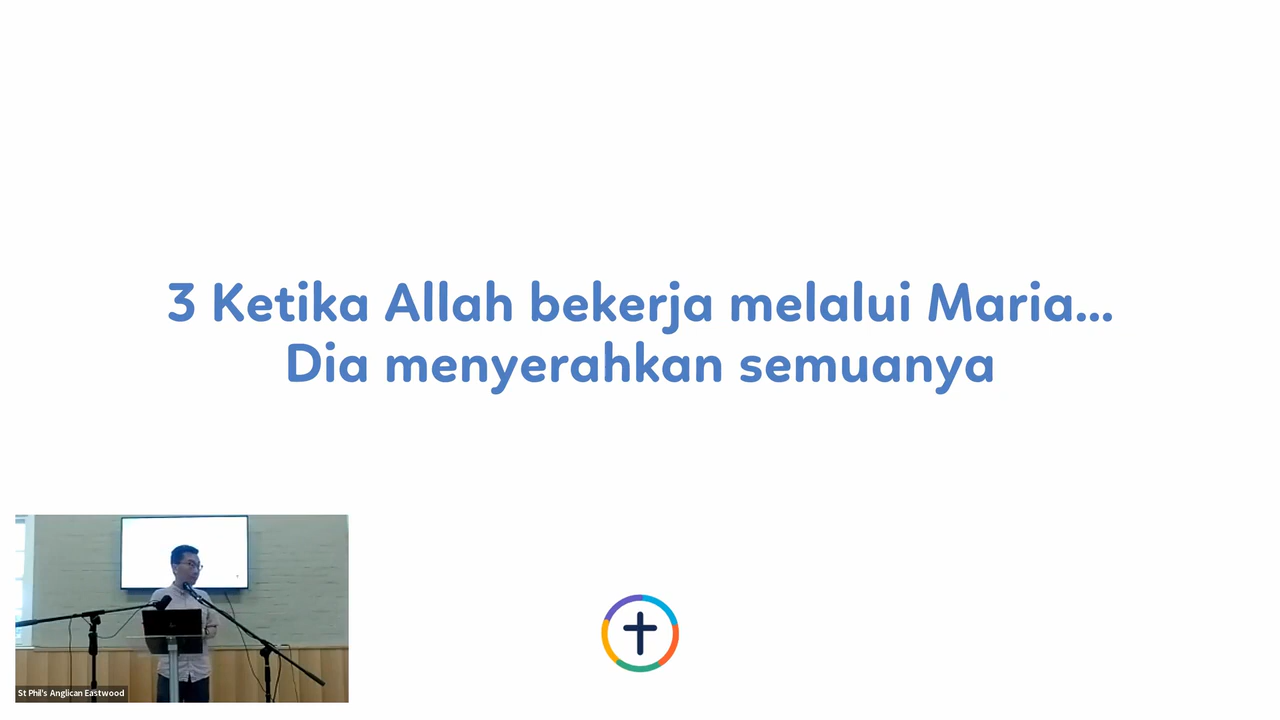 3 Ketika Allah bekerja melalui Maria...
Dia menyerahkan semuanya
St Phil's Anglican Eastwood